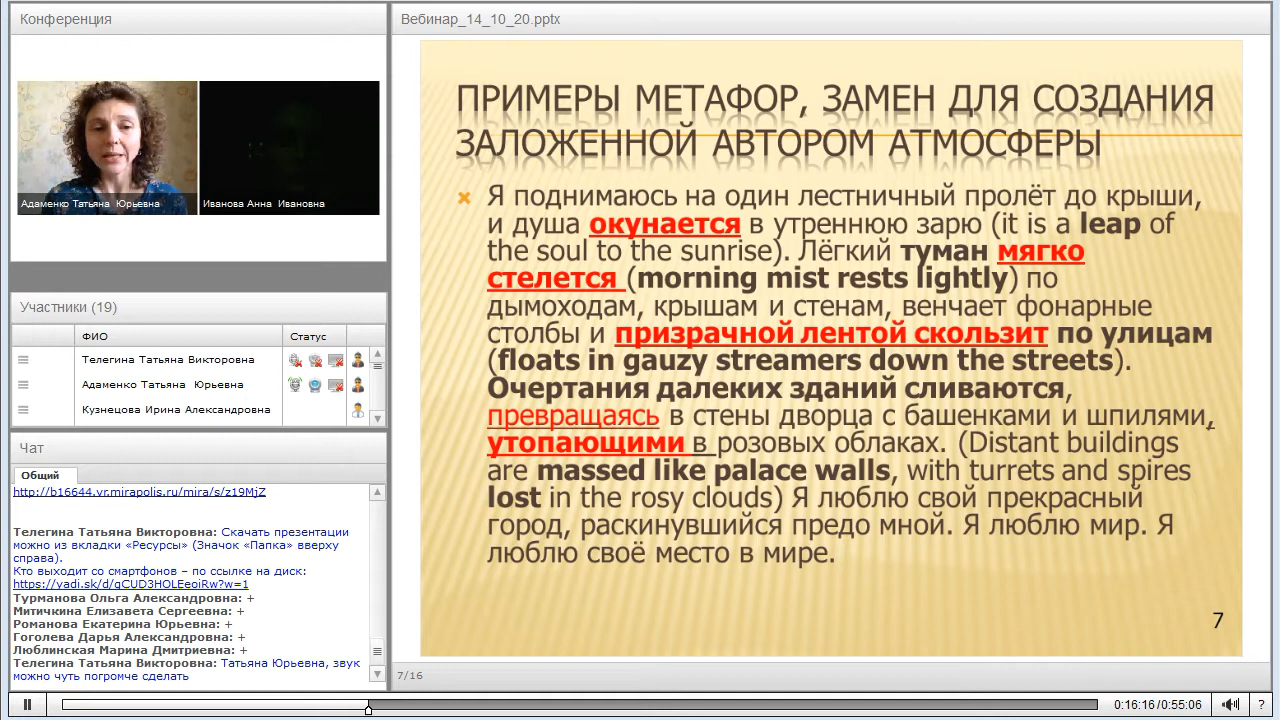 Конференция
Адаменко Татьяна Юрьевна
Иванова Анна Ивановна
Участники (19)
ФИО
Статус
Телегина Татьяна Викторовна
Адаменко Татьяна Юрьевна
Кузнецова Ирина Александровна
Чат
Общий
http://b16644.vr.mirapolis.ru/mira/s/z19MjZ
Телегина Татьяна Викторовна: Скачать презентации
можно из вкладки «Ресурсы» (Значок «Папка» вверху
справа).
Кто выходит со смартфонов – по ссылке на диск:
https://yadi.sk/d/qCUD3HOLEeoiRw?w=1
Турманова Ольга Александровна: +
Митичкина Елизавета Сергеевна: +
Романова Екатерина Юрьевна: +
Гоголева Дарья Александровна: +
Люблинская Марина Дмитриевна: +
Телегина Татьяна Викторовна: Татьяна Юрьевна, звук
можно чуть погромче сделать
Вебинар_14_10_20.pptx
ПРИМЕРЫ МЕТАФОР, ЗАМЕН ДЛЯ СОЗДАНИЯ
ЗАЛОЖЕННОЙ АВТОРОМ АТМОСФЕРЫ
Я поднимаюсь на один лестничный пролёт до крыши,
и душа окунается в утреннюю зарю (it is a leap of
the soul to the sunrise). Лёгкий туман мягко
стелется (morning mist rests lightly) по
дымоходам, крышам и стенам, венчает фонарные
столбы и призрачной лентой скользит по улицам
(floats in gauzy streamers down the streets).
Очертания далеких зданий сливаются,
превращаясь в стены дворца с башенками и шпилями,
утопающими в розовых облаках. (Distant buildings
are massed like palace walls, with turrets and spires
lost in the rosy clouds) Я люблю свой прекрасный
город, раскинувшийся предо мной. Я люблю мир. Я
люблю своё место в мире.
7
7/16
0:16:16/0:55:06
?